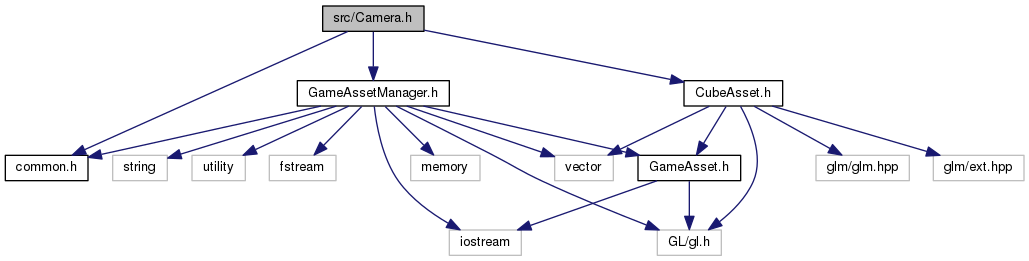 src/Camera.h
GameAssetManager.h
CubeAsset.h
common.h
string
utility
fstream
memory
vector
GameAsset.h
glm/glm.hpp
glm/ext.hpp
iostream
GL/gl.h